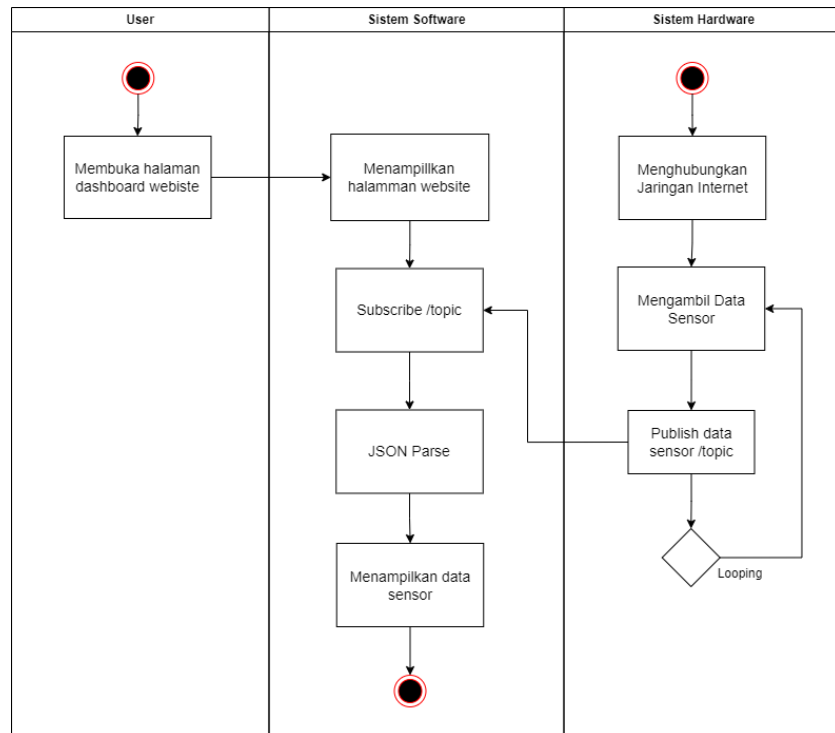 User
Sistem Software
Sistem Hardware
Membuka halaman
dashboard webiste
Menampillkan
halamman website
Menghubungkan
Jaringan Internet
Subscribe /topic
Mengambil Data
Sensor
JSON Parse
Publish data
sensor /topic
Looping
Menampilkan data
sensor